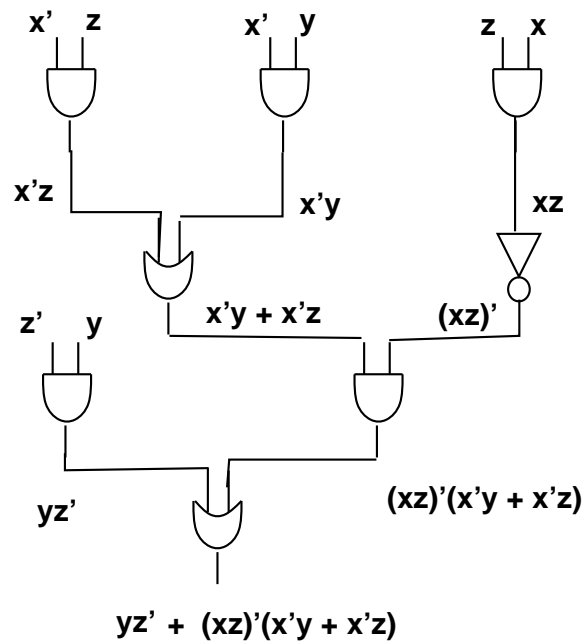 x’ z
x’ y
z x
x’z
x’y
xz
x’y + x’z
(xz)’
z’ y
yz’
(xz)’(x’y + x’z)
yz’ + (xz)’(x’y + x’z)